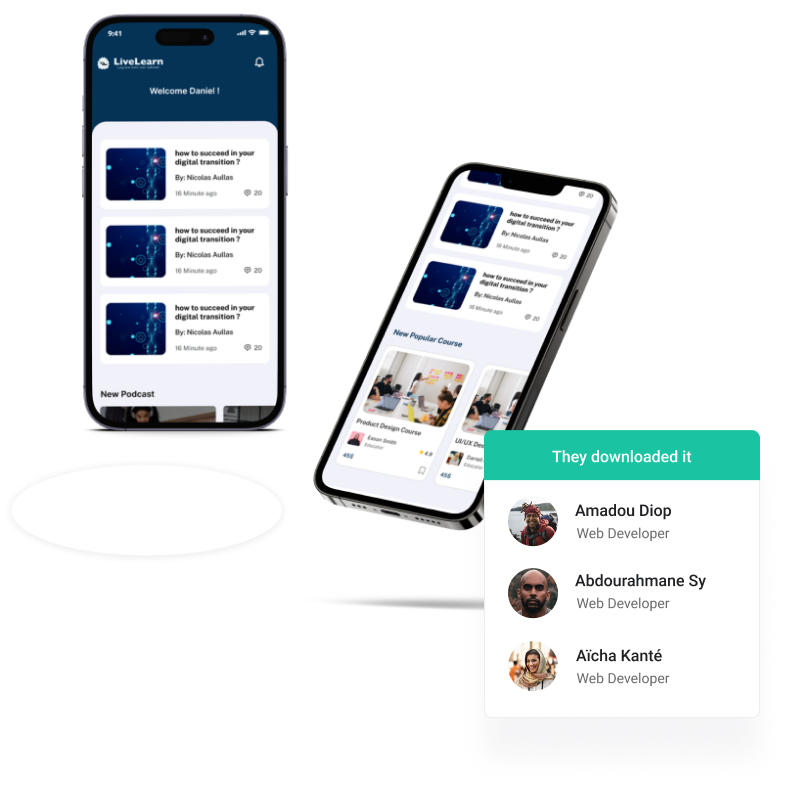 9:41
LiveLearn
Welcome Daniel !
how to succeed in your
digital transition ?
By: Nicolas Aullas
16 Minute ago
20
how to succeed in your
digital transition ?
By: Nicolas Aullas
16 Minute ago
20
how to succeed in your
digital transition ?
By: Nicolas Aullas
16 Minute ago
20
New Podcast
20
how to succeed in your
digital transition ?
By: Nicolas Aullas
16 Minute ago
20
how to succeed in your
digital transition ?
By: Nicolas Aullas
16 Minute ago
20
New Popular Course
Product Design Course
Eason Smith
Educator
4.9
45$
UI/UX Des
Daniel
Educator
45$
They downloaded it
Amadou Diop
Web Developer
Abdourahmane Sy
Web Developer
Aïcha Kanté
Web Developer